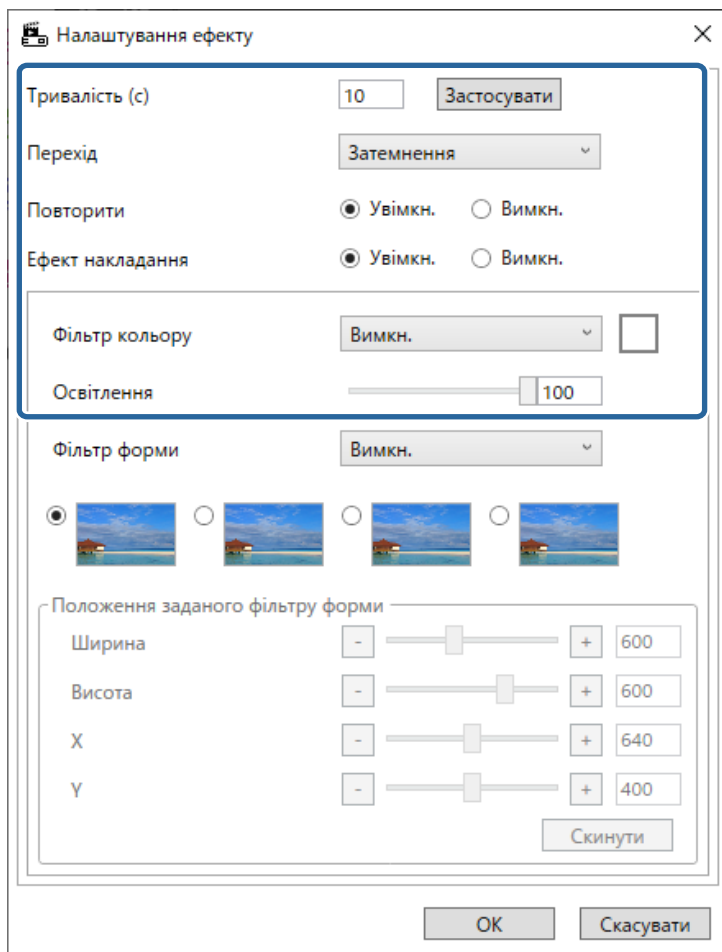 Налаштування ефекту
Тривалість (с) 10 Застосувати
Перехід Затемнення
Повторити Увімкн. Вимкн.
Ефект накладання Увімкн. Вимкн.
Фільтр кольору Вимкн.
Освітлення 100
Фільтр форми Вимкн.
Положення заданого фільтру форми
Ширина - + 600
Висота - + 600
X - + 640
Y - + 400
Скинути
ОК Скасувати